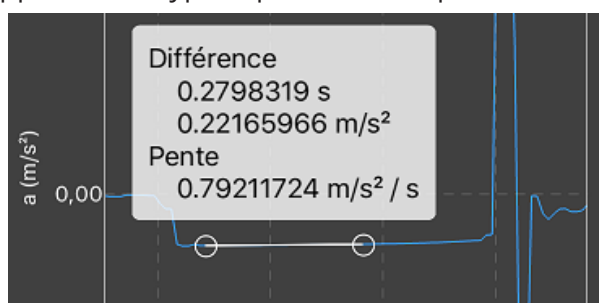 Différence
0.2798319 s
0.22165966 m/s²
Pente
0.79211724 m/s² / s
a (m/s²)
0,00